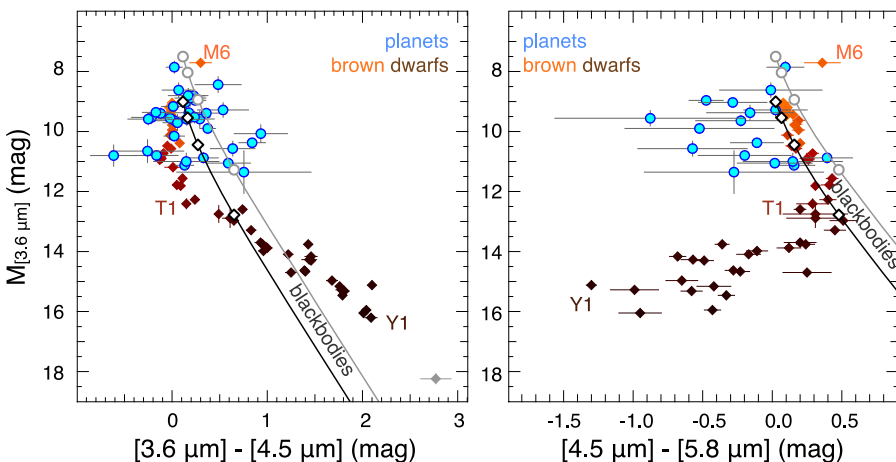 M6
planets
brown dwarfs
T1
Y1
blackbodies
8
10
12
14
16
18
0
1
2
3
M[3.6 µm] (mag)
[3.6 µm] - [4.5 µm] (mag)
M6
planets
brown dwarfs
T1
Y1
blackbodies
8
10
12
14
16
18
-1.5
-1.0
-0.5
0.0
0.5
[4.5 µm] - [5.8 µm] (mag)